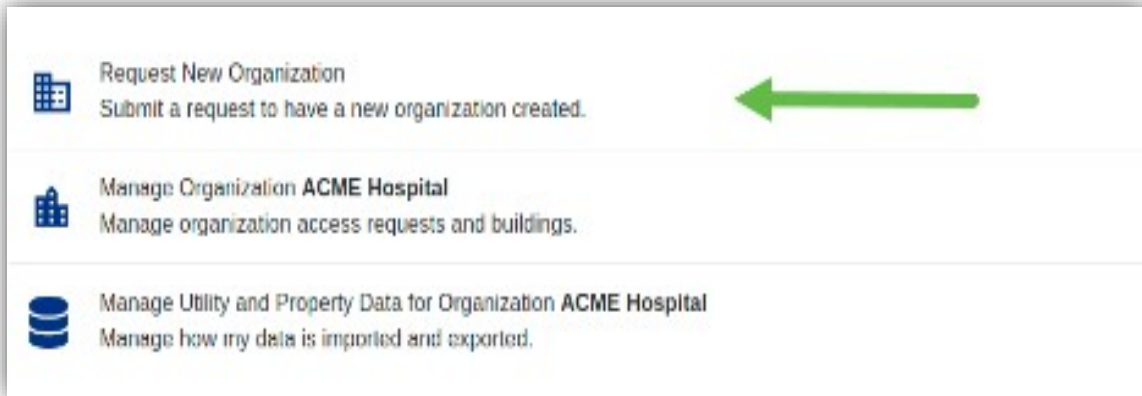 Request New Organization
Submit a request to have a new organization created.
Manage Organization ACME Hospital
Manage organization access requests and buildings.
Manage Utility and Property Data for Organization ACME Hospital
Manage how my data is imported and exported.